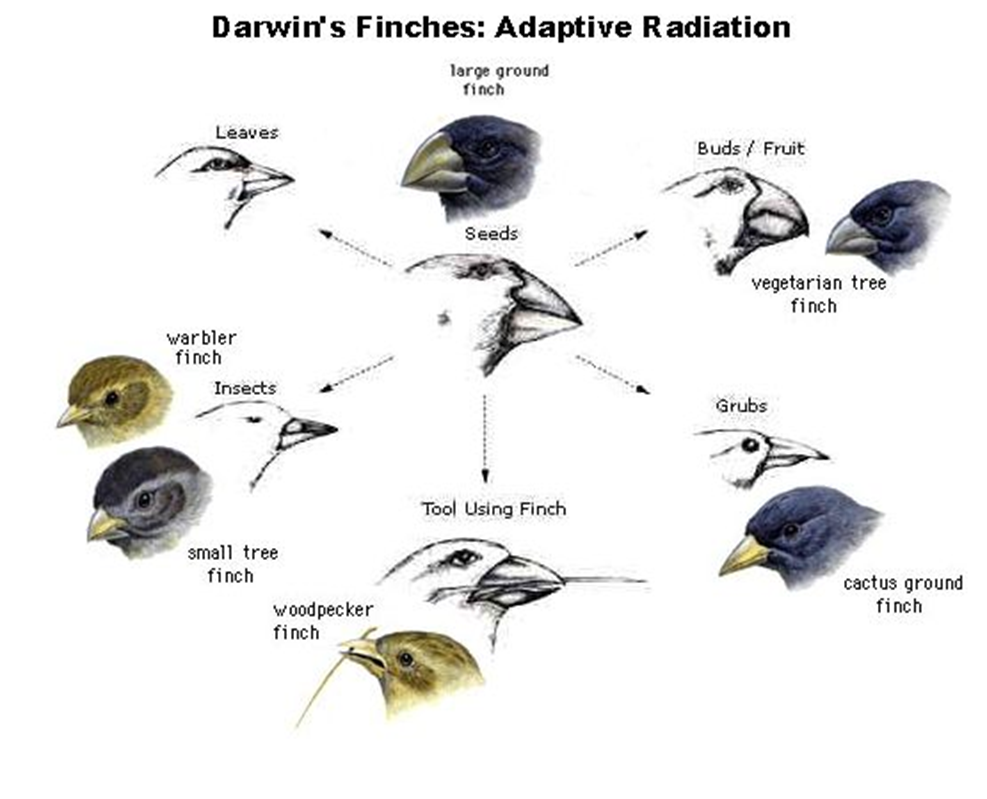 Darwin's Finches: Adaptive Radiation
large ground
finch
Leaves
Buds / Fruit
Seeds
vegetarian tree
finch
warbler
finch
Insects
Grubs
Tool Using Finch
small tree
finch
cactus ground
finch
woodpecker
finch